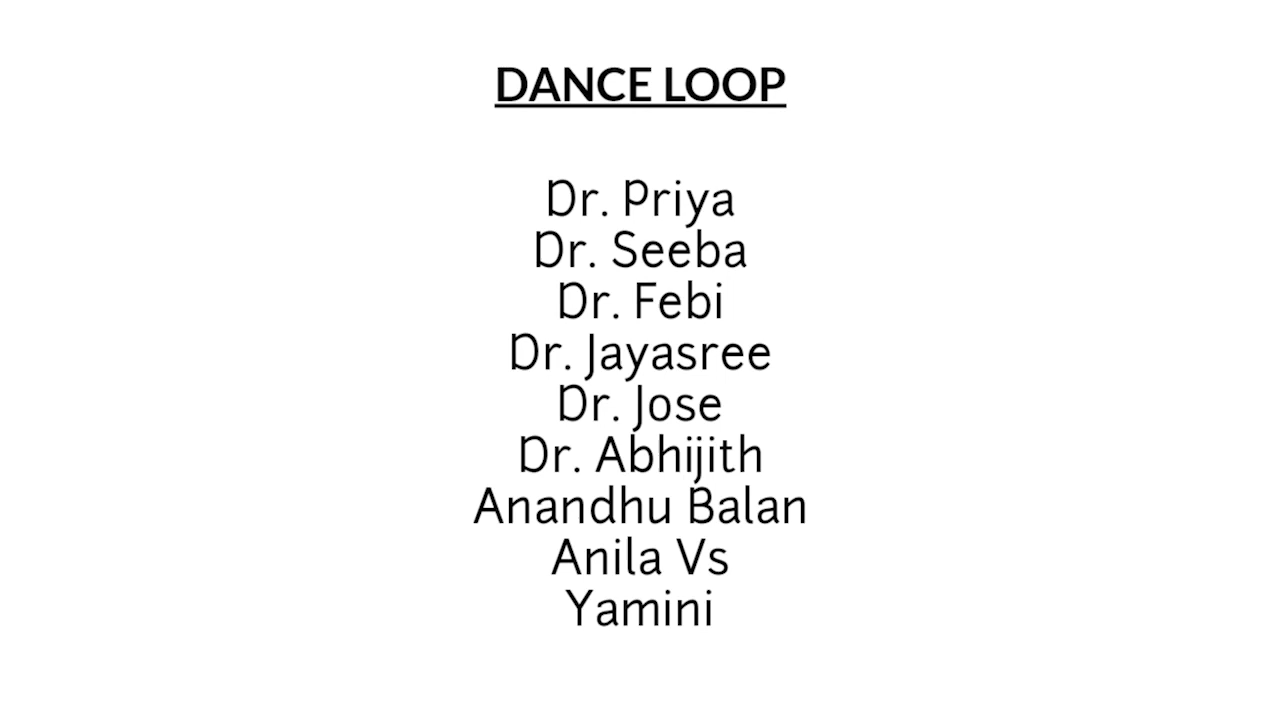 DANCE LOOP
Dr. Priya
Dr. Seeba
Dr. Febi
Dr. Jayasree
Dr. Jose
Dr. Abhijith
Anandhu Balan
Anila Vs
Yamini